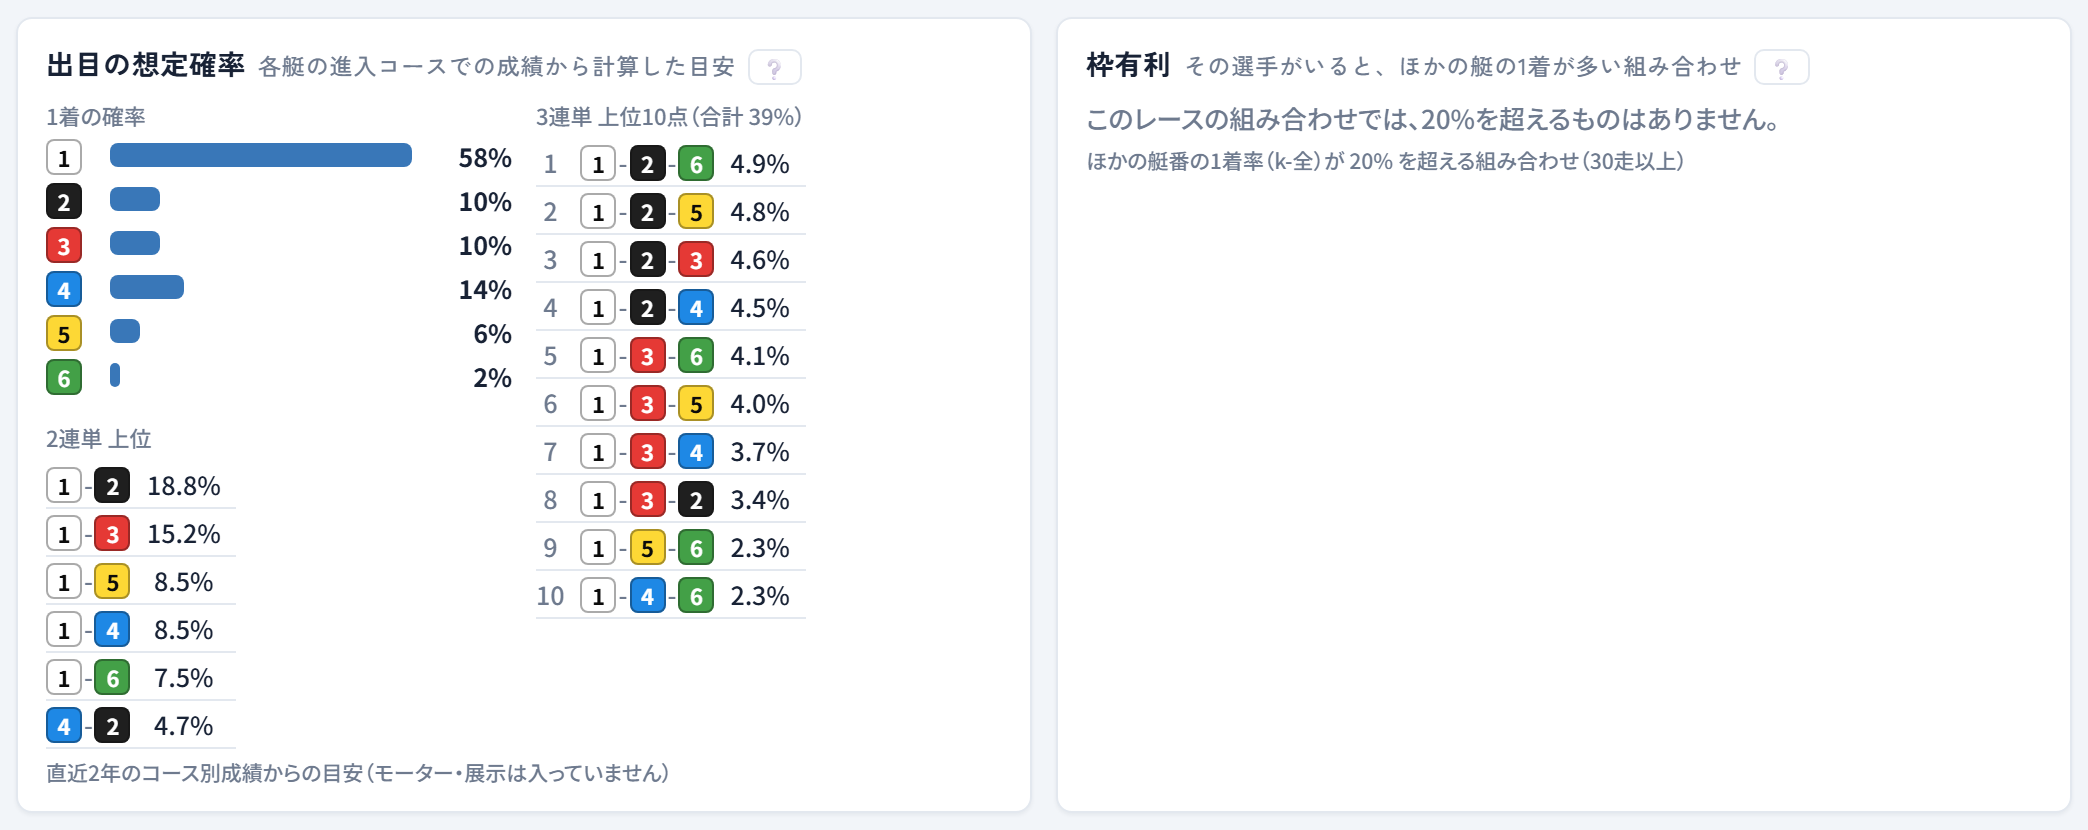 出目の想定確率 各艇の進入コースでの成績から計算した目安 ?
1着の確率
1 58%
2 10%
3 10%
4 14%
5 6%
6 2%
2連単 上位
1-2 18.8%
1-3 15.2%
1-5 8.5%
1-4 8.5%
1-6 7.5%
4-2 4.7%
3連単 上位10点（合計 39%）
1 1-2-6 4.9%
2 1-2-5 4.8%
3 1-2-3 4.6%
4 1-2-4 4.5%
5 1-3-6 4.1%
6 1-3-5 4.0%
7 1-3-4 3.7%
8 1-3-2 3.4%
9 1-5-6 2.3%
10 1-4-6 2.3%
直近2年のコース別成績からの目安（モーター・展示は入っていません）
枠有利 その選手がいると、ほかの艇の1着が多い組み合わせ ?
このレースの組み合わせでは、20%を超えるものはありません。
ほかの艇番の1着率（k-全）が 20% を超える組み合わせ（30走以上）